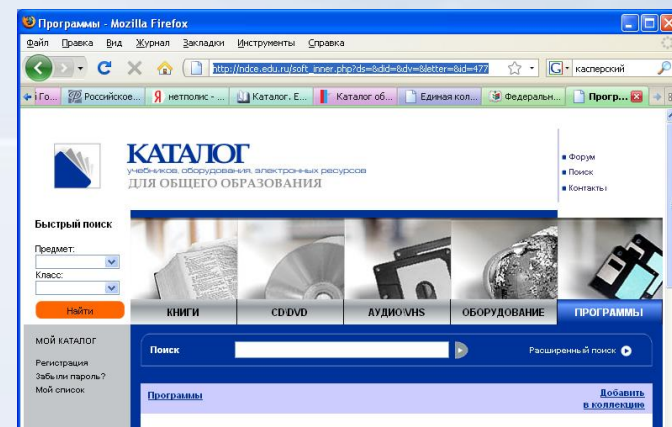 Программы - Mozilla Firefox
Файл Правка Вид Журнал Закладки Инструменты Справка
http://ndce.edu.ru/soft_inner.php?ds=&did=&dv=&letter=&id=477
касперский
Го... Российское... нетполис - ... Каталог. Е... Каталог об... Единая кол... Федеральн... Прогр...
КАТАЛОГ
учебников, оборудования, электронных ресурсов
ДЛЯ ОБЩЕГО ОБРАЗОВАНИЯ
Форум
Поиск
Контакты
Быстрый поиск
Предмет:
Класс:
Найти
КНИГИ CD\DVD АУДИО\VHS ОБОРУДОВАНИЕ ПРОГРАММЫ
МОЙ КАТАЛОГ
Регистрация
Забыли пароль?
Мой список
Поиск Расширенный поиск
Программы
Добавить
в коллекцию